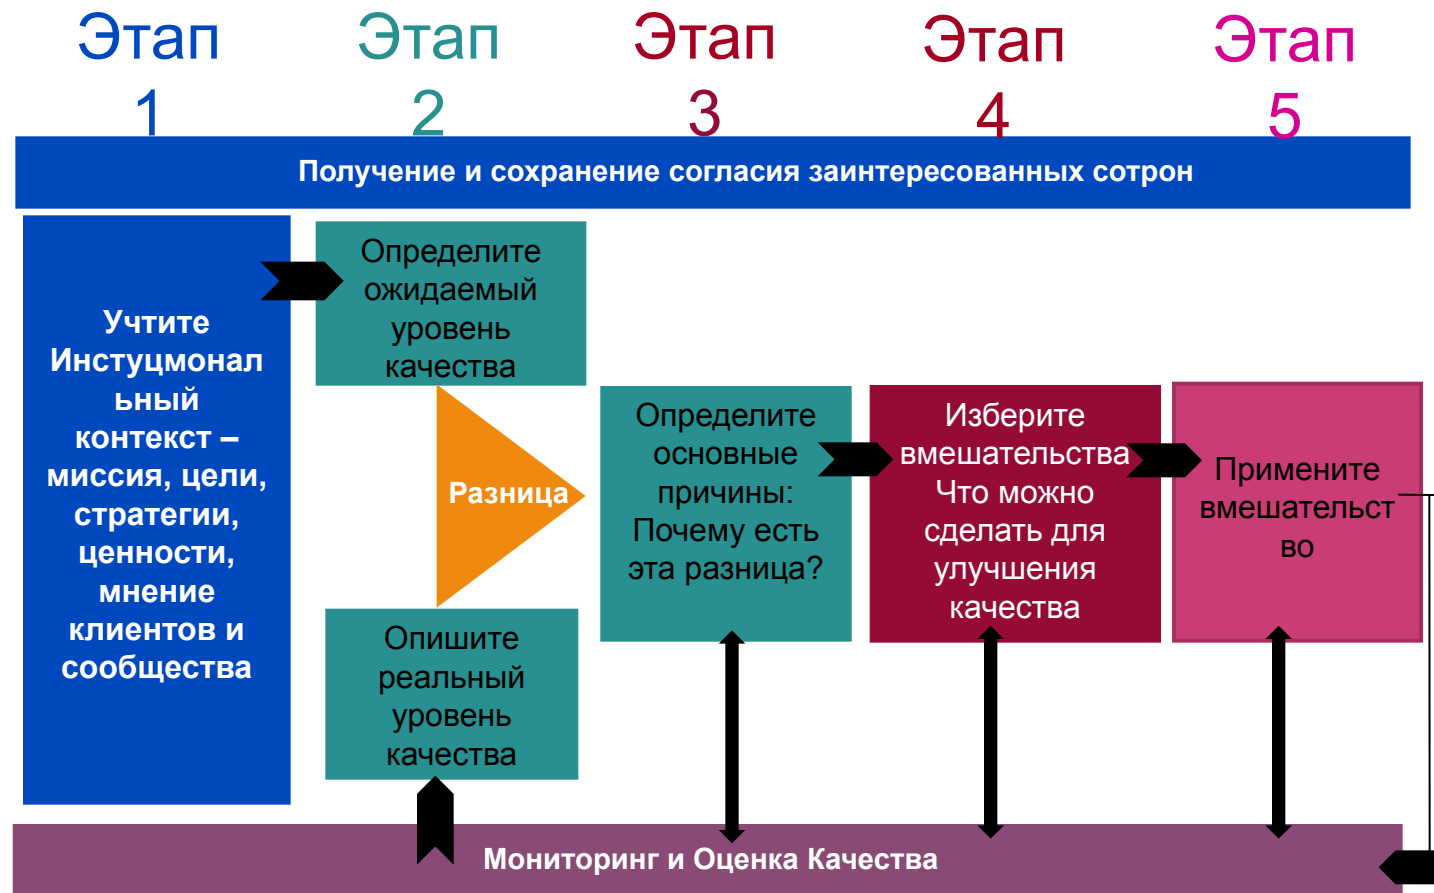 Этап
1
Этап
2
Этап
3
Этап
4
Этап
5
Получение и сохранение согласия заинтересованных сотрон
Учтите
Инстуцмонал
ьный
контекст –
миссия, цели,
стратегии,
ценности,
мнение
клиентов и
сообщества
Определите
ожидаемый
уровень
качества
Разница
Опишите
реальный
уровень
качества
Определите
основные
причины:
Почему есть
эта разница?
Изберите
вмешательства
Что можно
сделать для
улучшения
качества
Примените
вмешательст
во
Мониторинг и Оценка Качества